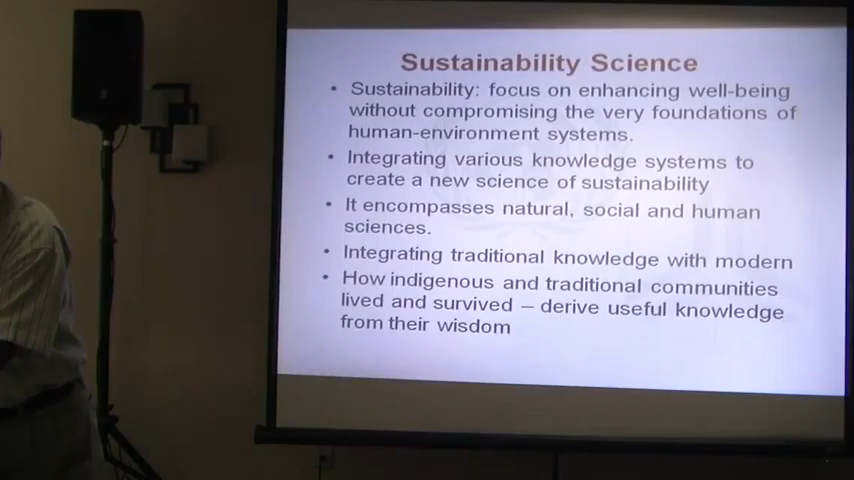 Sustainability Science
• Sustainability: focus on enhancing well-being
without compromising the very foundations of
human-environment systems.
• Integrating various knowledge systems to
create a new science of sustainability
• It encompasses natural, social and human
sciences.
• Integrating traditional knowledge with modern
• How indigenous and traditional communities
lived and survived – derive useful knowledge
from their wisdom